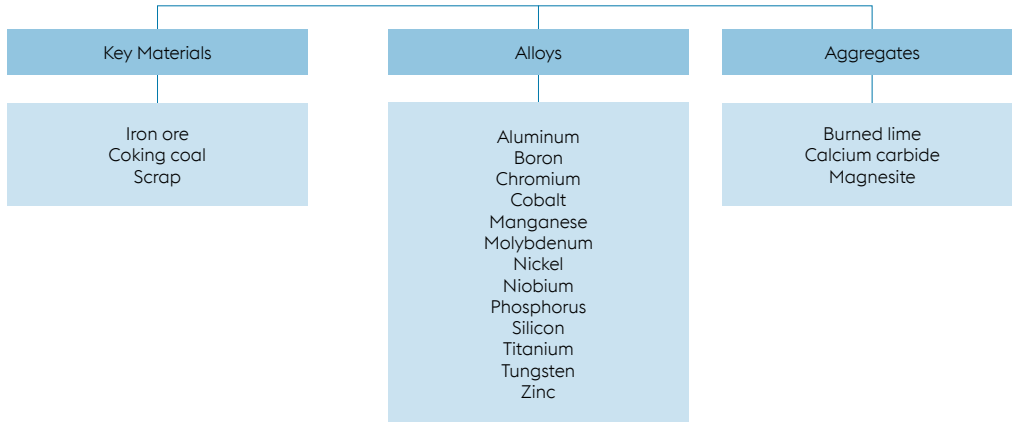 Key Materials
Iron ore
Coking coal
Scrap
Alloys
Aluminum
Boron
Chromium
Cobalt
Manganese
Molybdenum
Nickel
Niobium
Phosphorus
Silicon
Titanium
Tungsten
Zinc
Aggregates
Burned lime
Calcium carbide
Magnesite